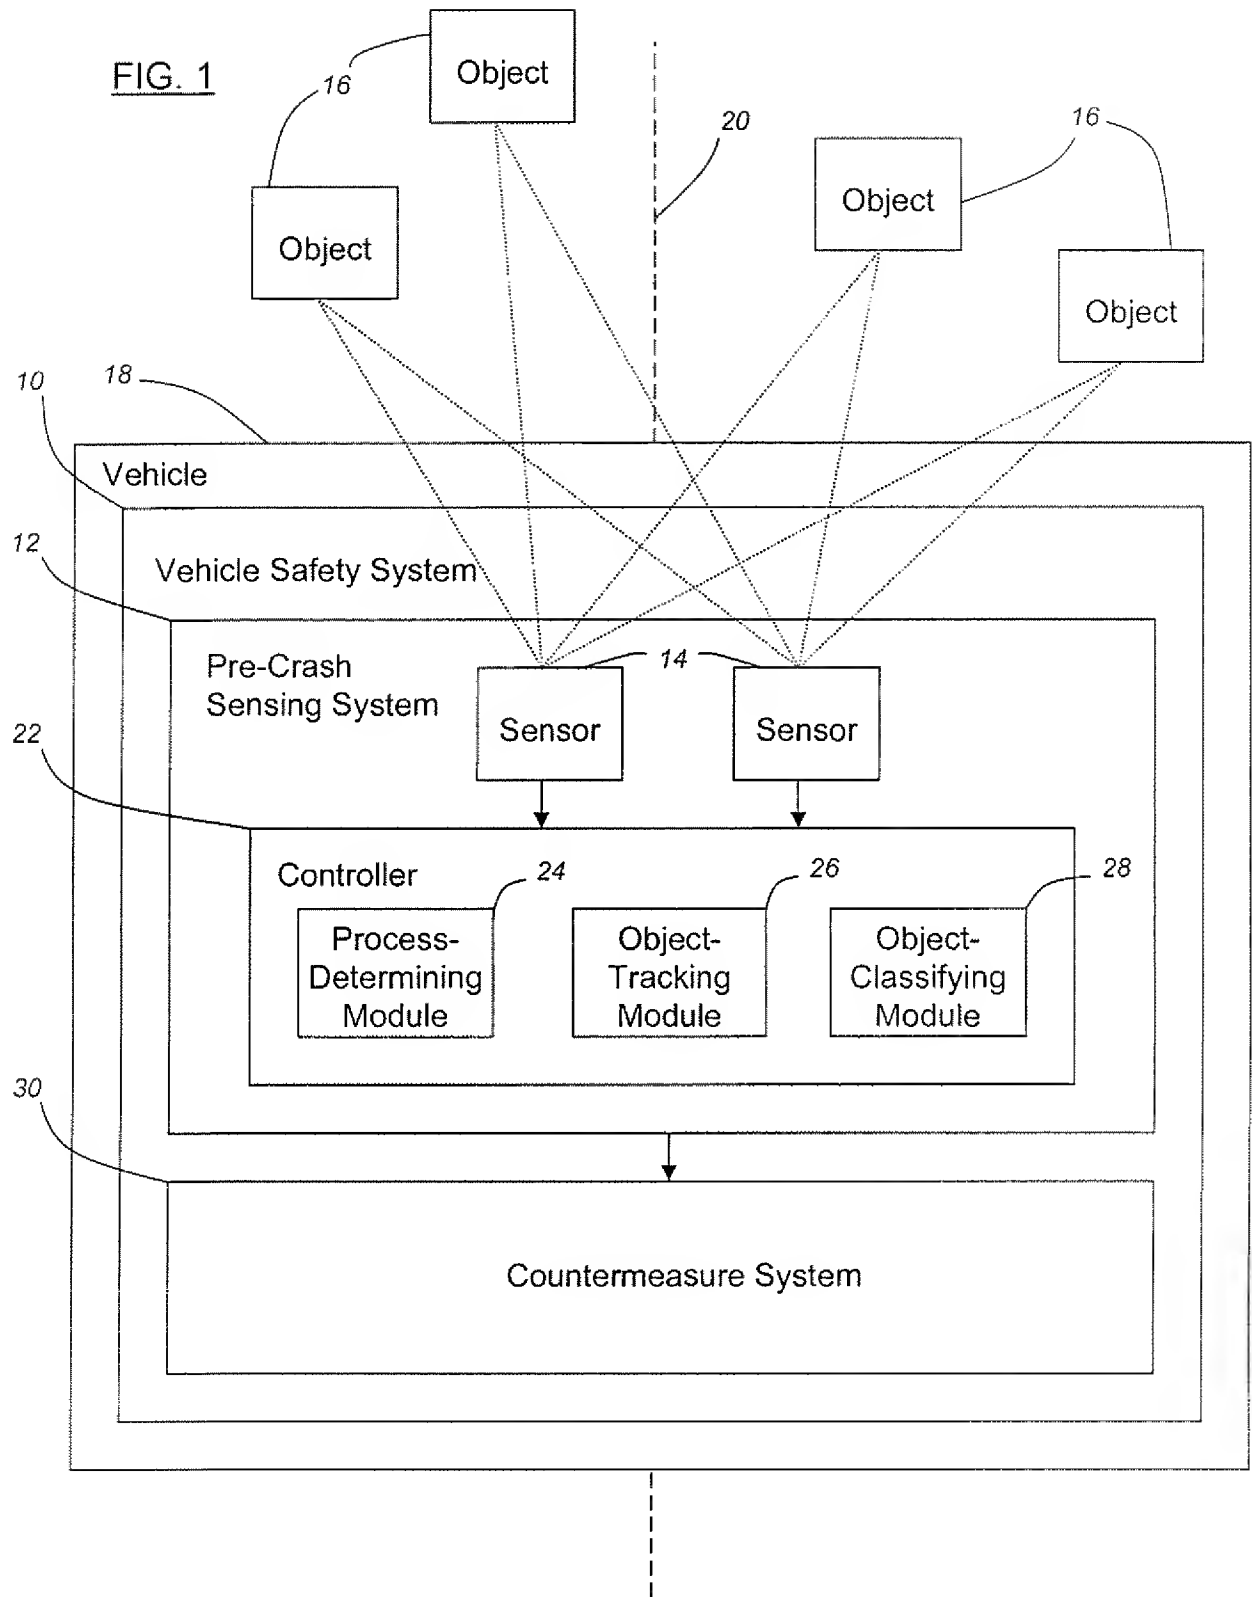 FIG. 1
Object
16
Object
20
16
Object
Object
10
18
Vehicle
12
Vehicle Safety System
Pre-Crash
Sensing System
14
Sensor
Sensor
22
Controller
24
26
28
Process-
Determining
Module
Object-
Tracking
Module
Object-
Classifying
Module
30
Countermeasure System